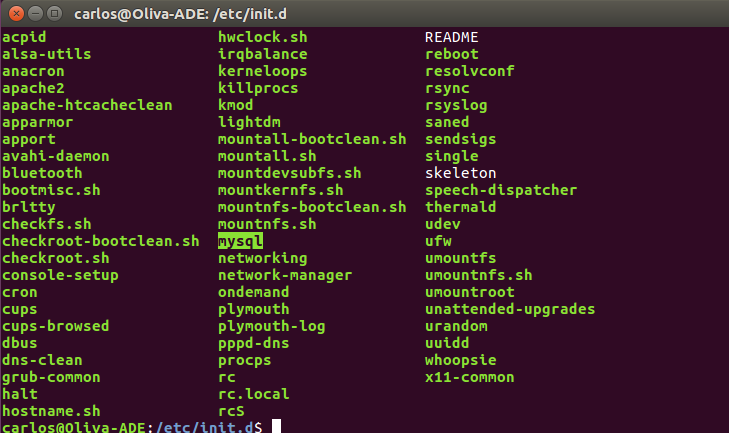 carlos@Oliva-ADE: /etc/init.d
acpid hwclock.sh README
alsa-utils irqbalance reboot
anacron kerneloops resolvconf
apache2 killprocs rsync
apache-htcacheclean kmod rsyslog
apparmor lightdm saned
apport mountall-bootclean.sh sendsigs
avahi-daemon mountall.sh single
bluetooth mountdevsubfs.sh skeleton
bootmisc.sh mountkernfs.sh speech-dispatcher
brltty mountnfs-bootclean.sh thermald
checkfs.sh mountnfs.sh udev
checkroot-bootclean.sh mysql ufw
checkroot.sh networking umountfs
console-setup network-manager umountnfs.sh
cron ondemand umountroot
cups plymouth unattended-upgrades
cups-browsed plymouth-log urandom
dbus pppd-dns uuidd
dns-clean procps whoopsie
grub-common rc x11-common
halt rc.local
hostname.sh rcS
carlos@Oliva-ADE:/etc/init.d$